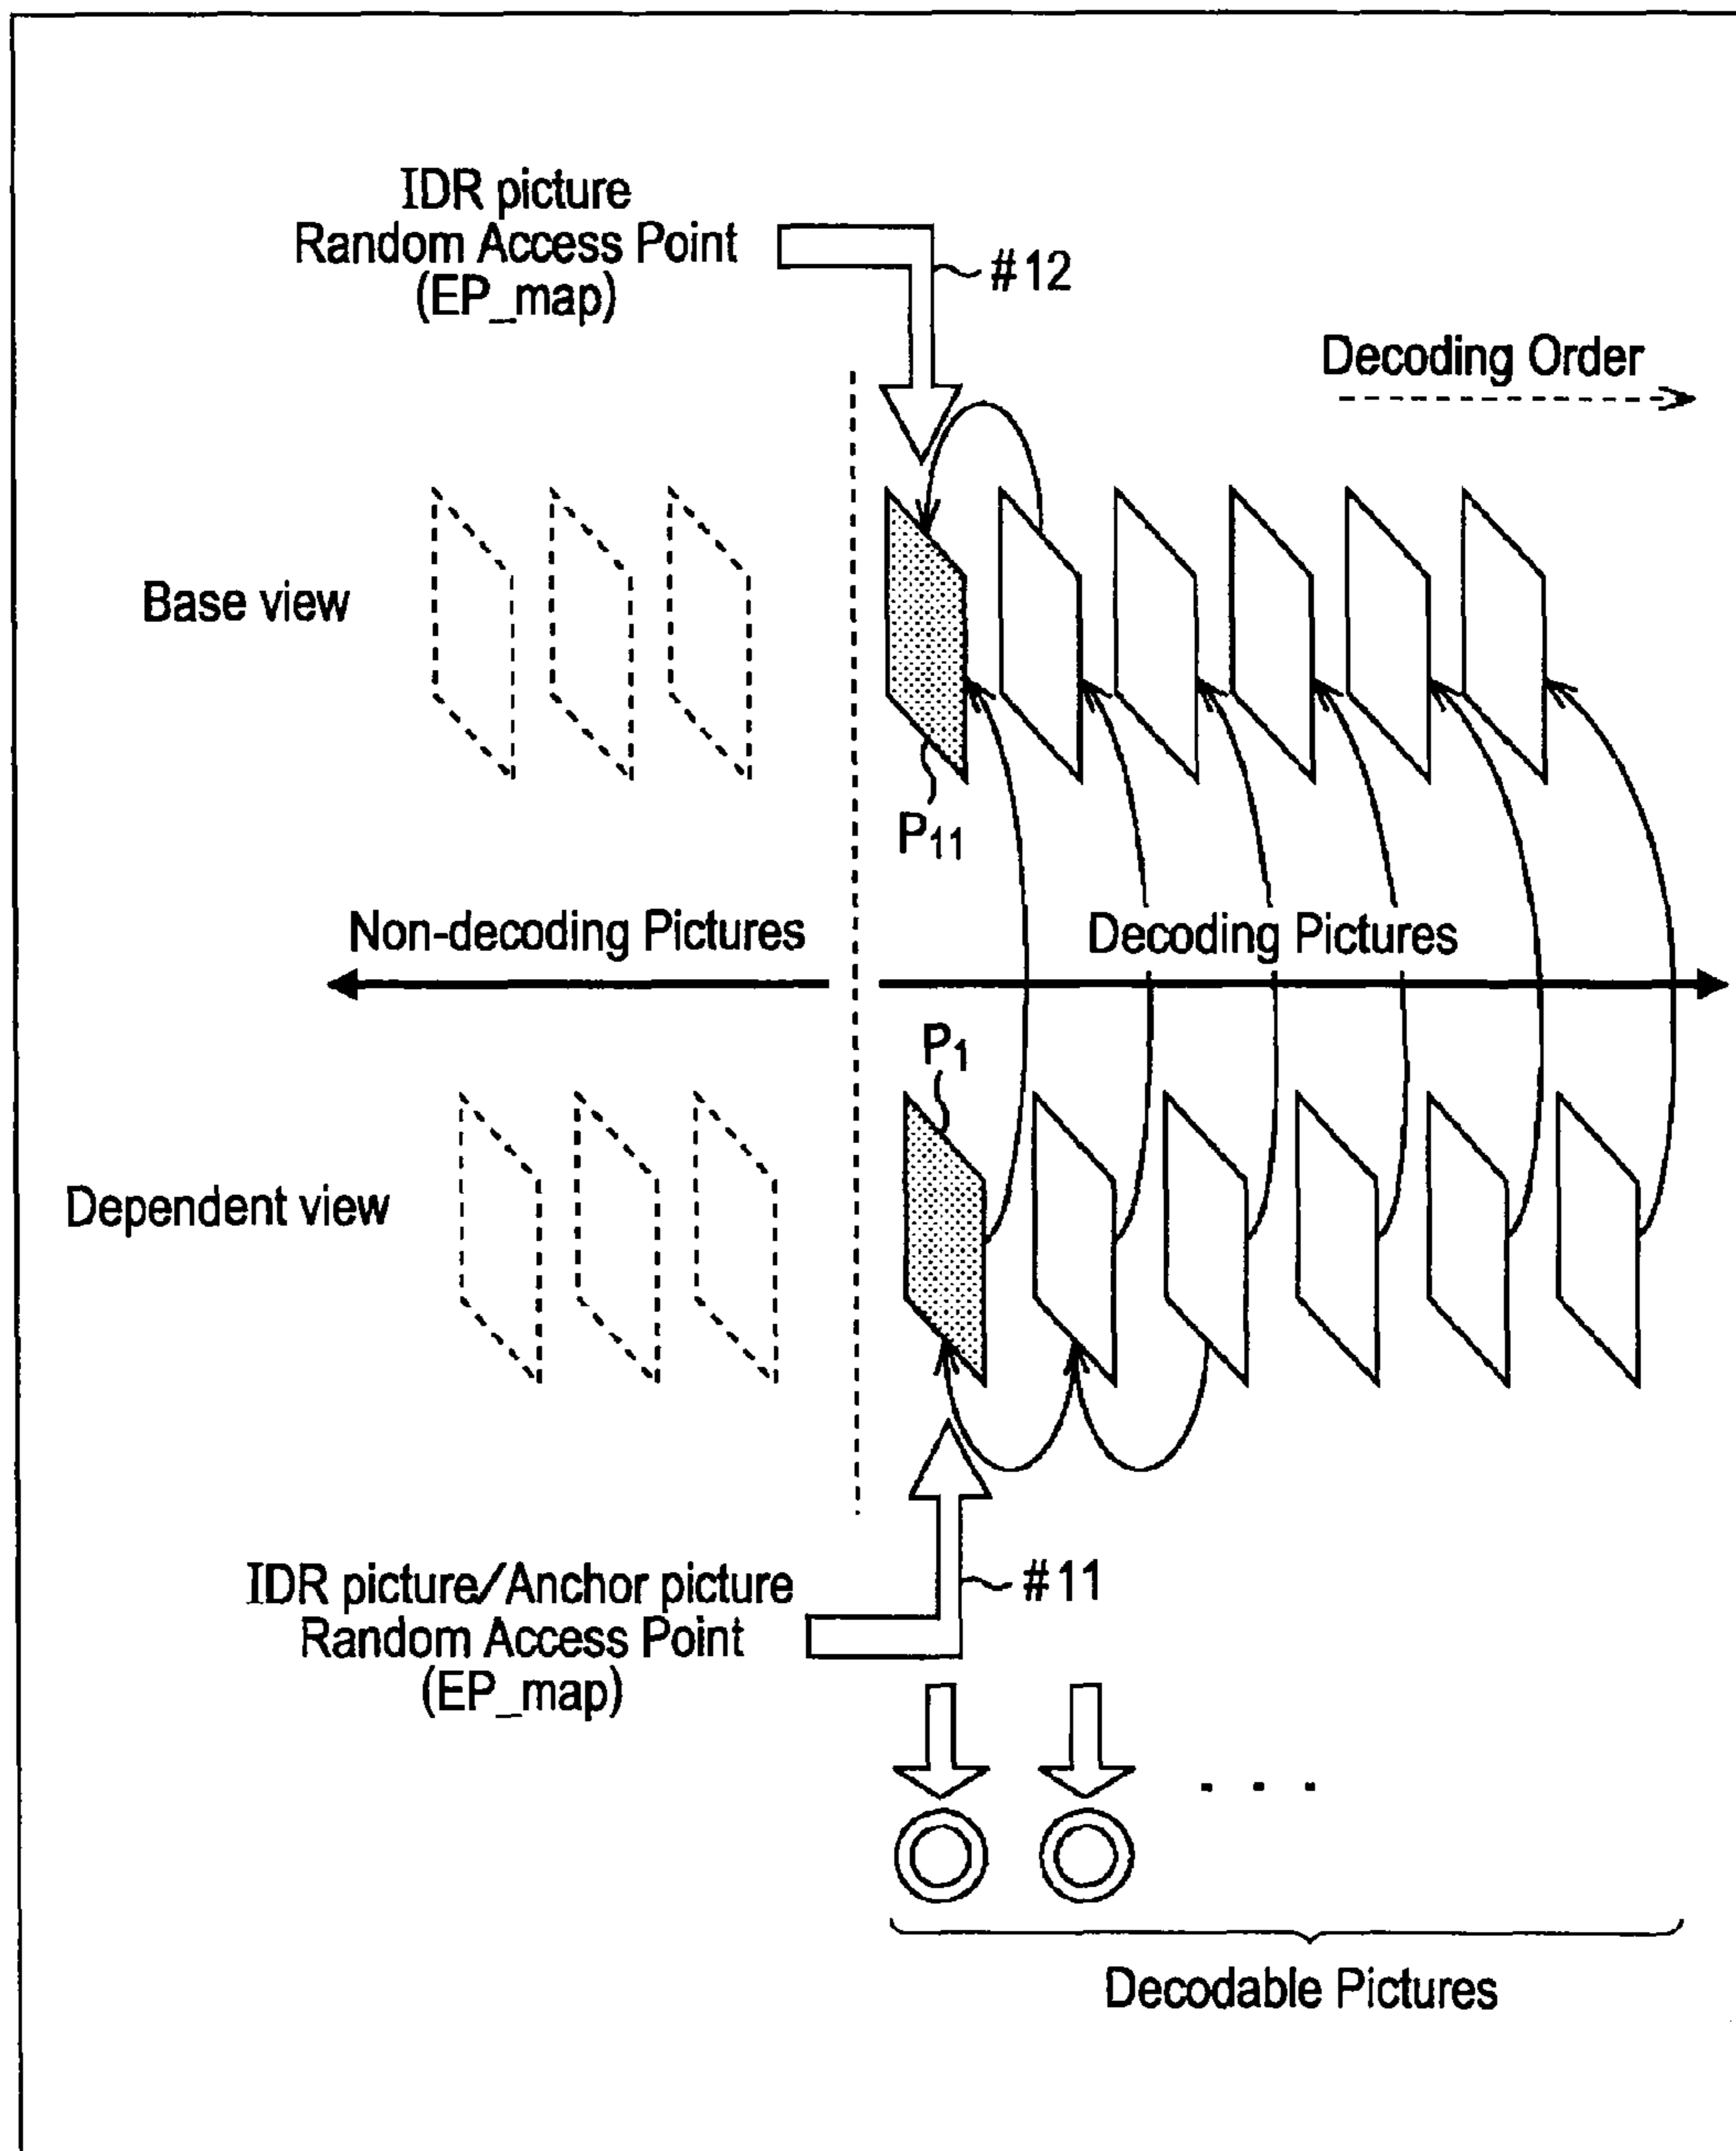 IDR picture
Random Access Point
(EP_map)
#12
Decoding Order
Base view
P11
Non-decoding Pictures
Decoding Pictures
P1
Dependent view
IDR picture/Anchor picture
Random Access Point
(EP_map)
#11
. . .
Decodable Pictures